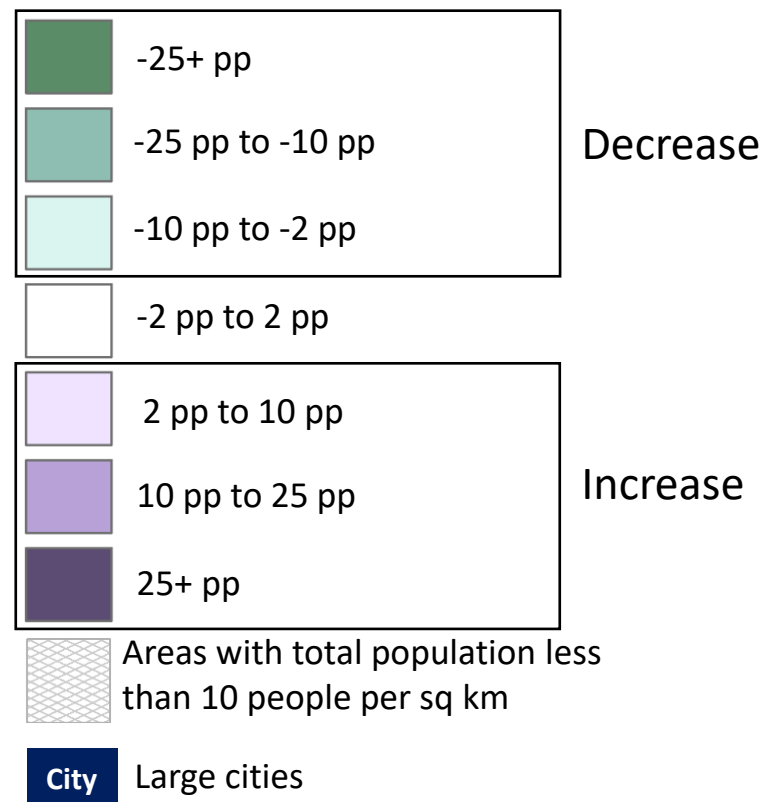 -25+ pp
-25 pp to -10 pp
Decrease
-10 pp to -2 pp
-2 pp to 2 pp
2 pp to 10 pp
10 pp to 25 pp
Increase
25+ pp
Areas with total population less
than 10 people per sq km
City
Large cities